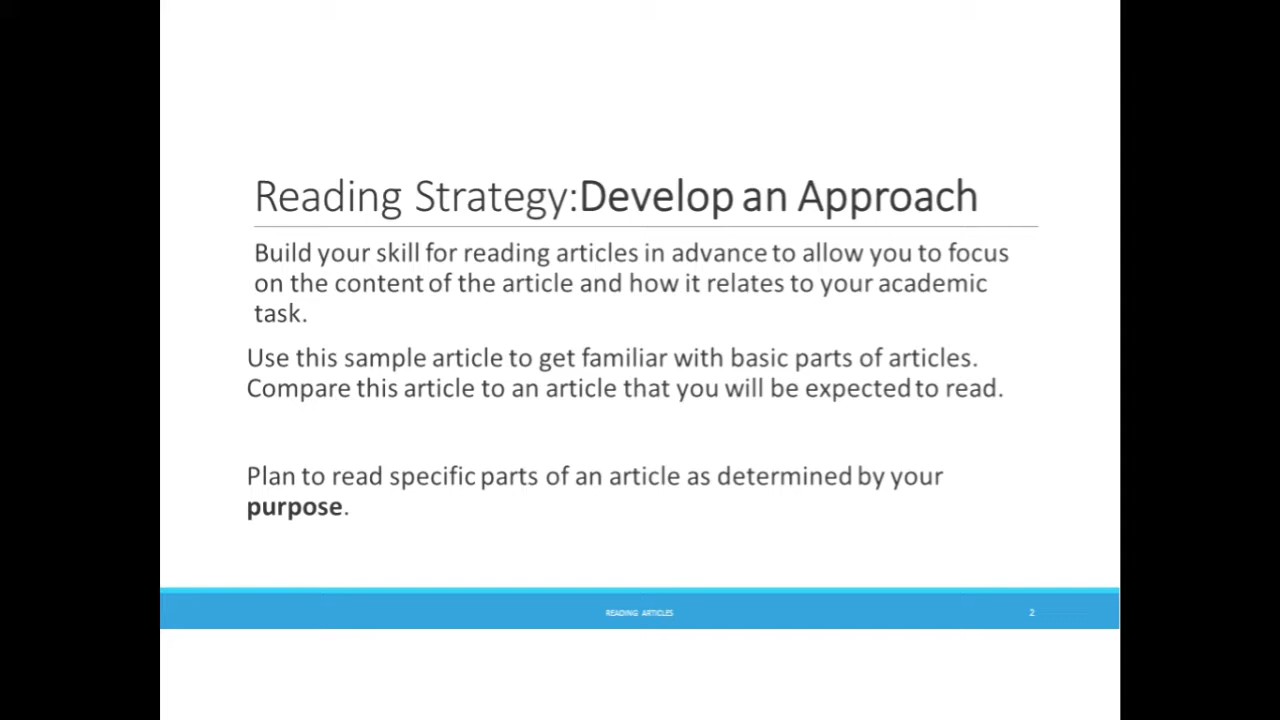 Reading Strategy:Develop an Approach
Build your skill for reading articles in advance to allow you to focus
on the content of the article and how it relates to your academic
task.
Use this sample article to get familiar with basic parts of articles.
Compare this article to an article that you will be expected to read.
Plan to read specific parts of an article as determined by your
purpose.
READING ARTICLES
2